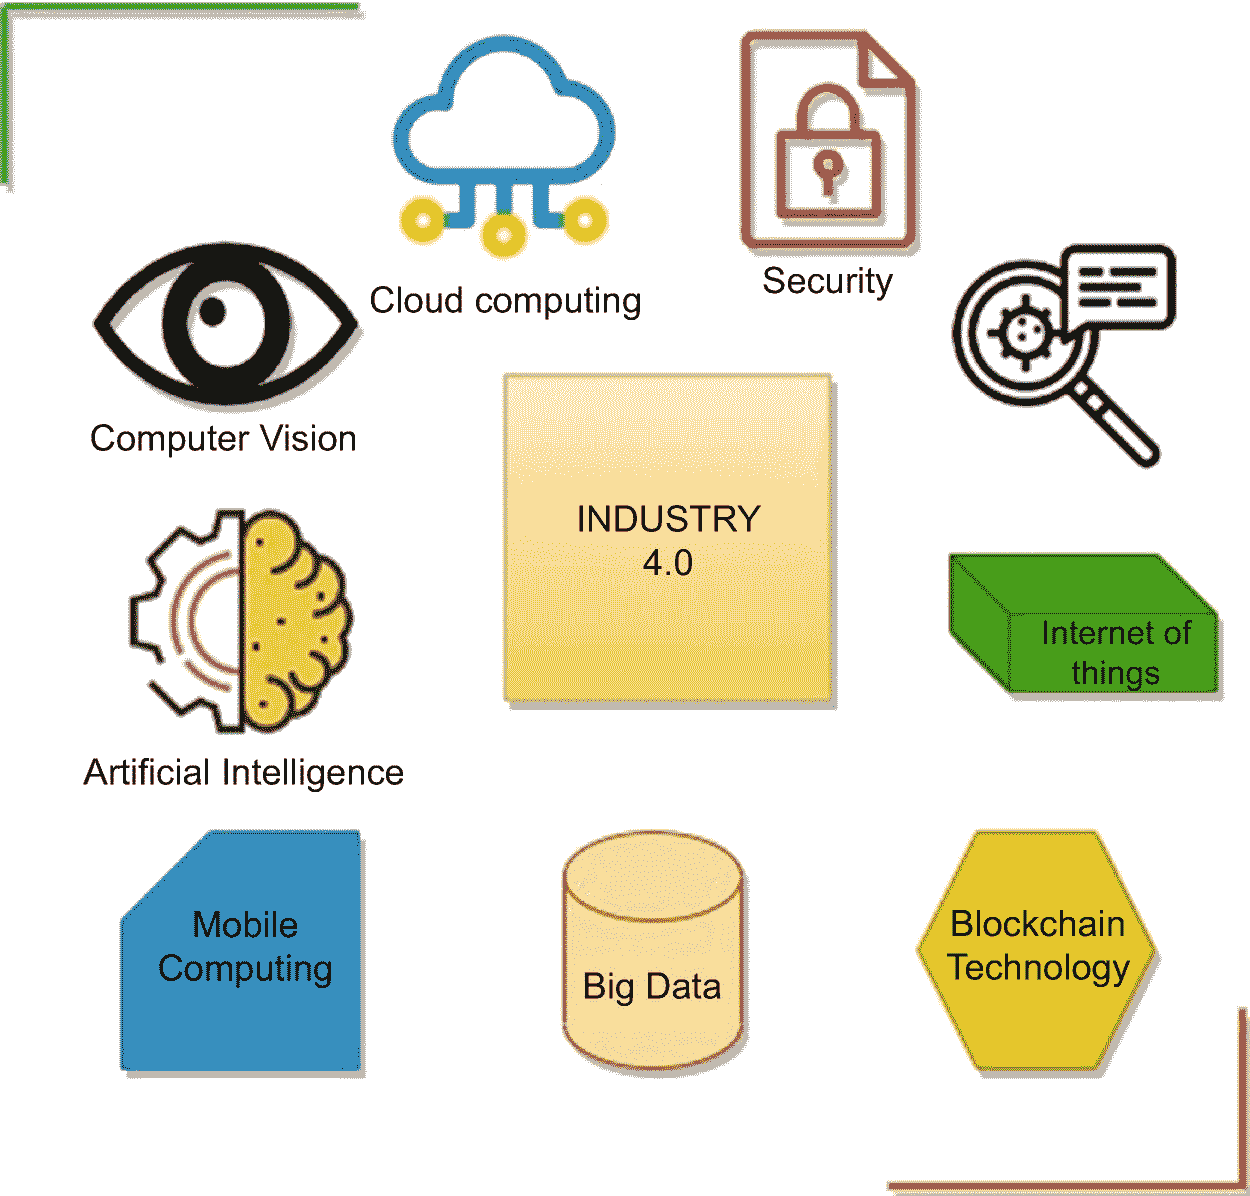 Cloud computing
Security
Computer Vision
INDUSTRY
4.0
Internet of
things
Artificial Intelligence
Mobile
Computing
Big Data
Blockchain
Technology